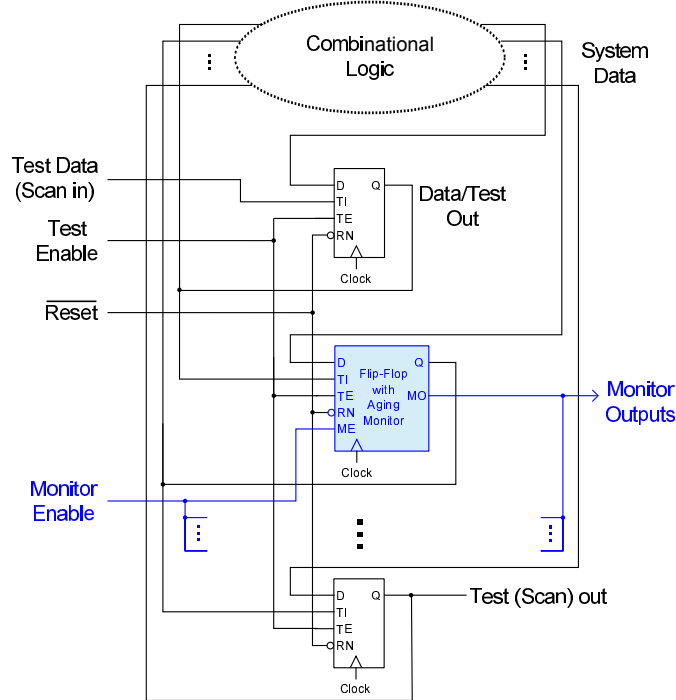 Combinational
Logic
System
Data
Test Data
(Scan in)
D Q
TI
TE
RN
Clock
Data/Test
Out
Test
Enable
Reset
D Q
TI
TE MO
RN
ME
Flip-Flop
with
Aging
Monitor
Clock
Monitor
Outputs
Monitor
Enable
D Q
TI
TE
RN
Clock
Test (Scan) out